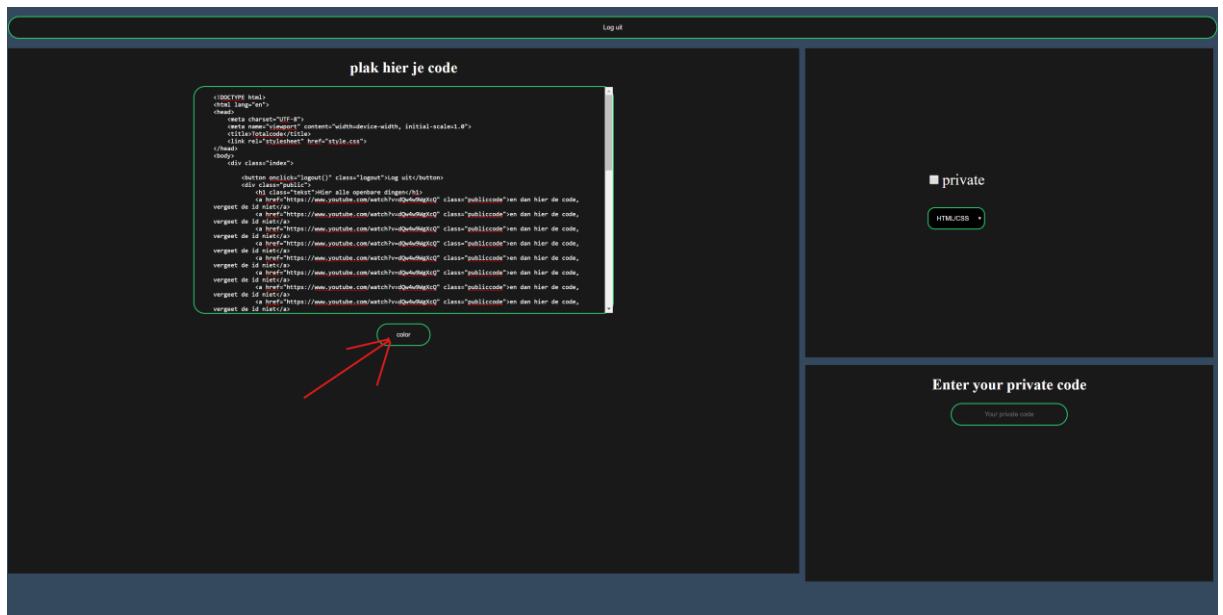 Log uit
plak hier je code
<!DOCTYPE html>
<html lang="en">
<head>
<meta charset="UTF-8">
<meta name="viewport" content="width=device-width, initial-scale=1.0">
<title>Totalcode</title>
<link rel="stylesheet" href="style.css">
</head>
<body>
<div class="index">
<button onclick="logout()" class="logout">Log uit</button>
<div class="public">
<h1 class="tekst">Hier alle openbare dingen</h1>
<a href="https://www.youtube.com/watch?v=dQw4w9WgXcQ" class="publiccode">en dan hier de code,
vergeet de id niet</a>
<a href="https://www.youtube.com/watch?v=dQw4w9WgXcQ" class="publiccode">en dan hier de code,
vergeet de id niet</a>
<a href="https://www.youtube.com/watch?v=dQw4w9WgXcQ" class="publiccode">en dan hier de code,
vergeet de id niet</a>
<a href="https://www.youtube.com/watch?v=dQw4w9WgXcQ" class="publiccode">en dan hier de code,
vergeet de id niet</a>
<a href="https://www.youtube.com/watch?v=dQw4w9WgXcQ" class="publiccode">en dan hier de code,
vergeet de id niet</a>
<a href="https://www.youtube.com/watch?v=dQw4w9WgXcQ" class="publiccode">en dan hier de code,
vergeet de id niet</a>
<a href="https://www.youtube.com/watch?v=dQw4w9WgXcQ" class="publiccode">en dan hier de code,
vergeet de id niet</a>
<a href="https://www.youtube.com/watch?v=dQw4w9WgXcQ" class="publiccode">en dan hier de code,
vergeet de id niet</a>
color
private
HTML/CSS
Enter your private code
Your private code